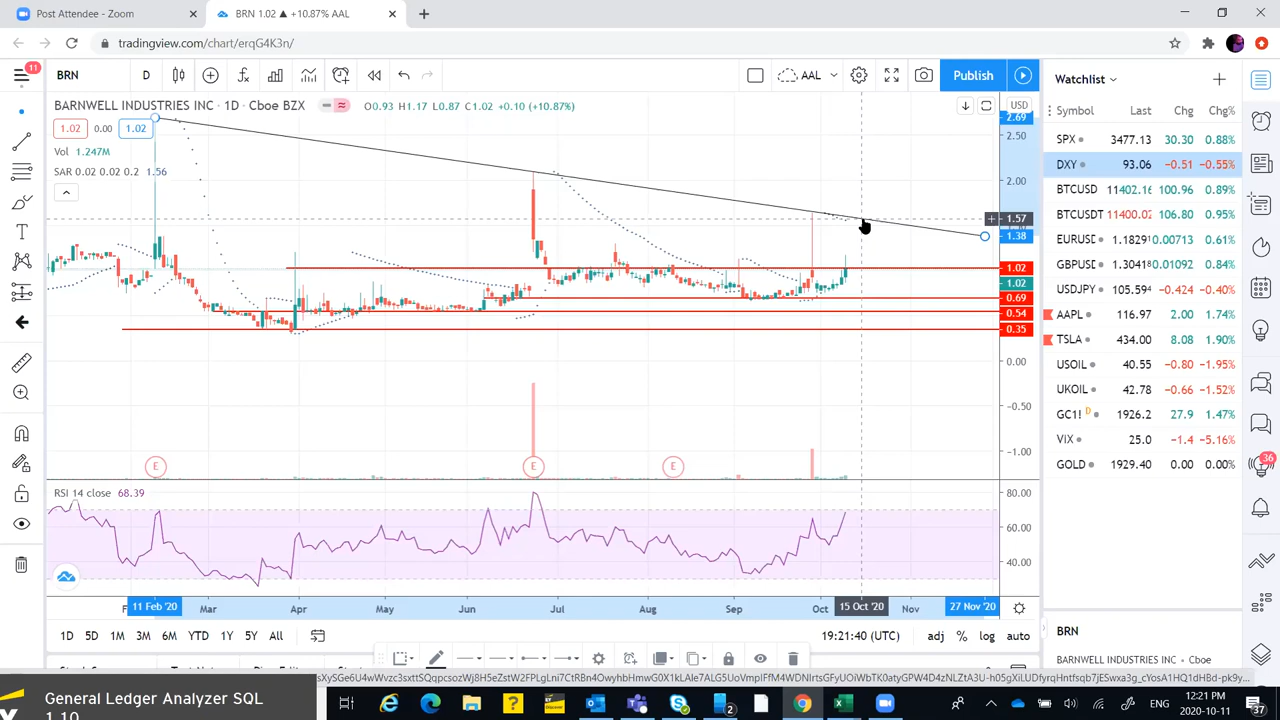 Post Attendee - Zoom
BRN 1.02 ▲ +10.87% AAL
tradingview.com/chart/erqG4K3n/
11
BRN
D
AAL
Publish
Watchlist
BARNWELL INDUSTRIES INC · 1D · Cboe BZX
O0.93 H1.17 L0.87 C1.02 +0.10 (+10.87%)
1.02 0.00 1.02
Vol 1.247M
SAR 0.02 0.02 0.2 1.56
USD
2.69
2.50
2.00
1.57
1.38
1.02
1.02
0.69
0.54
0.35
0.00
−0.50
−1.00
E
E
E
RSI 14 close 68.39
80.00
60.00
40.00
11 Feb '20
Mar
Apr
May
Jun
Jul
Aug
Sep
Oct
15 Oct '20
Nov
27 Nov '20
1D 5D 1M 3M 6M YTD 1Y 5Y All
19:21:40 (UTC)
adj % log auto
Symbol Last Chg Chg%
SPX 3477.13 30.30 0.88%
DXY 93.06 −0.51 −0.55%
BTCUSD 11402.16 100.96 0.89%
BTCUSDT 11400.02 106.80 0.95%
EURUSD 1.1829 0.00713 0.61%
GBPUSD 1.3041 0.01092 0.84%
USDJPY 105.594 −0.424 −0.40%
AAPL 116.97 2.00 1.74%
TSLA 434.00 8.08 1.90%
USOIL 40.55 −0.80 −1.95%
UKOIL 42.78 −0.66 −1.52%
GC1! D 1926.2 27.9 1.47%
VIX 25.0 −1.4 −5.16%
GOLD 1929.40 0.00 0.00%
36
BRN
BARNWELL INDUSTRIES INC · Cboe
General Ledger Analyzer SQL
1.10
2
ENG
12:21 PM
2020-10-11
37